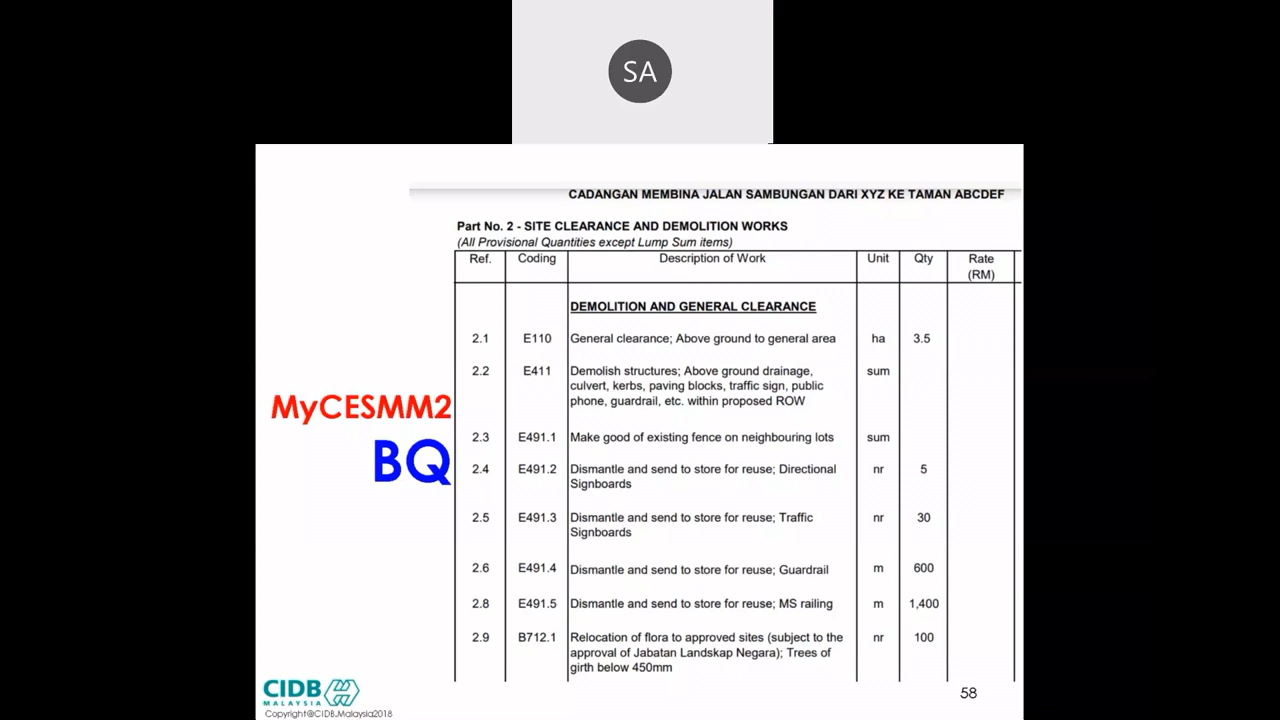 SA
CADANGAN MEMBINA JALAN SAMBUNGAN DARI XYZ KE TAMAN ABCDEF
Part No. 2 - SITE CLEARANCE AND DEMOLITION WORKS
(All Provisional Quantities except Lump Sum items)
Ref. Coding Description of Work Unit Qty Rate
(RM)
DEMOLITION AND GENERAL CLEARANCE
2.1 E110 General clearance; Above ground to general area ha 3.5
2.2 E411 Demolish structures; Above ground drainage, sum
culvert, kerbs, paving blocks, traffic sign, public
phone, guardrail, etc. within proposed ROW
MyCESMM2
BQ
2.3 E491.1 Make good of existing fence on neighbouring lots sum
2.4 E491.2 Dismantle and send to store for reuse; Directional nr 5
Signboards
2.5 E491.3 Dismantle and send to store for reuse; Traffic nr 30
Signboards
2.6 E491.4 Dismantle and send to store for reuse; Guardrail m 600
2.8 E491.5 Dismantle and send to store for reuse; MS railing m 1,400
2.9 B712.1 Relocation of flora to approved sites (subject to the nr 100
approval of Jabatan Landskap Negara); Trees of
girth below 450mm
CIDB
MALAYSIA
Copyright@CIDB.Malaysia2018
58